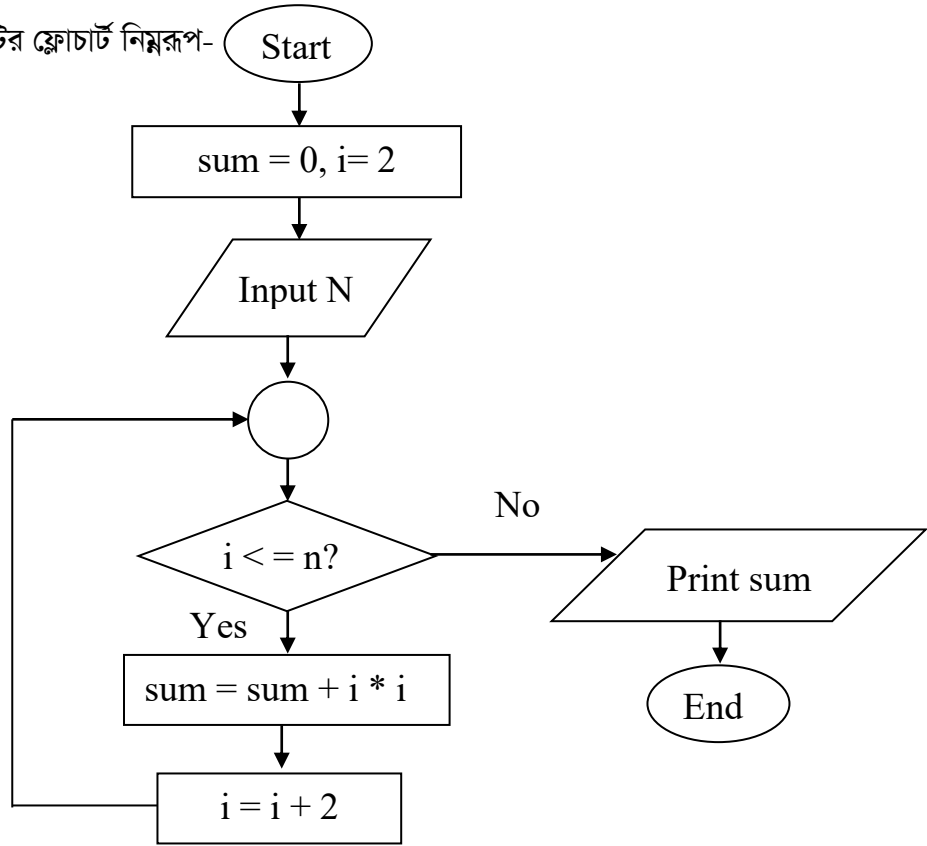 ফ্লোচার্ট নিম্নরূপ-
Start
sum = 0, i= 2
Input N
i < = n?
No
Print sum
Yes
sum = sum + i * i
End
i = i + 2